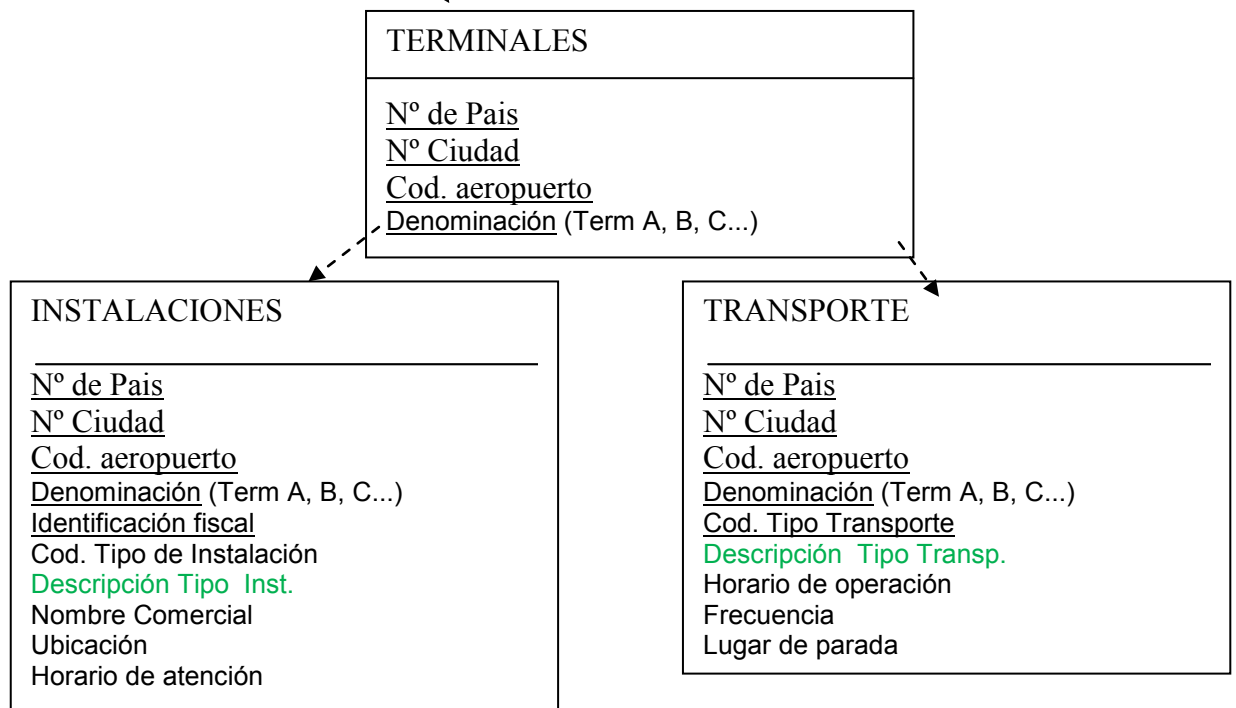 TERMINALES
Nº de Pais
Nº Ciudad
Cod. aeropuerto
Denominación (Term A, B, C...)
INSTALACIONES
Nº de Pais
Nº Ciudad
Cod. aeropuerto
Denominación (Term A, B, C...)
Identificación fiscal
Cod. Tipo de Instalación
Descripción Tipo Inst.
Nombre Comercial
Ubicación
Horario de atención
TRANSPORTE
Nº de Pais
Nº Ciudad
Cod. aeropuerto
Denominación (Term A, B, C...)
Cod. Tipo Transporte
Descripción Tipo Transp.
Horario de operación
Frecuencia
Lugar de parada